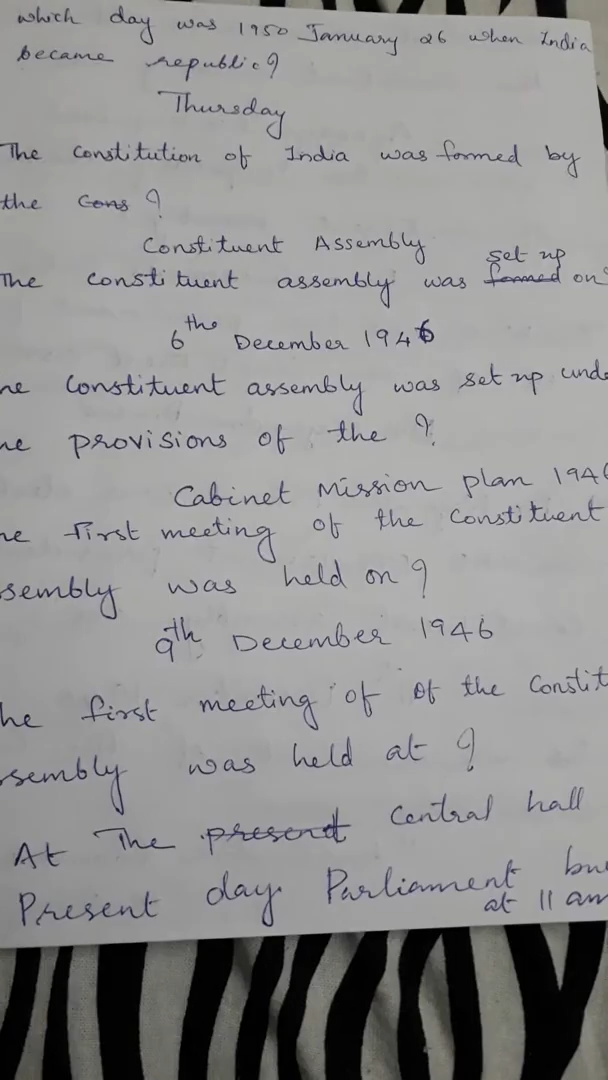 which day was 1950 January 26 when India
became republic?
Thursday
The Constitution of India was formed by
the Cons ?
Constituent Assembly
set up
The constituent assembly was formed on
6the December 1946
ne Constituent assembly was set up unde
ne provisions of the ?
Cabinet Mission plan 1946
ne first meeting of the Constituent
sembly was held on ?
9th December 1946
he first meeting of of the Constit
sembly was held at ?
At The present Central hall
Present day Parliament bui
at 11 am